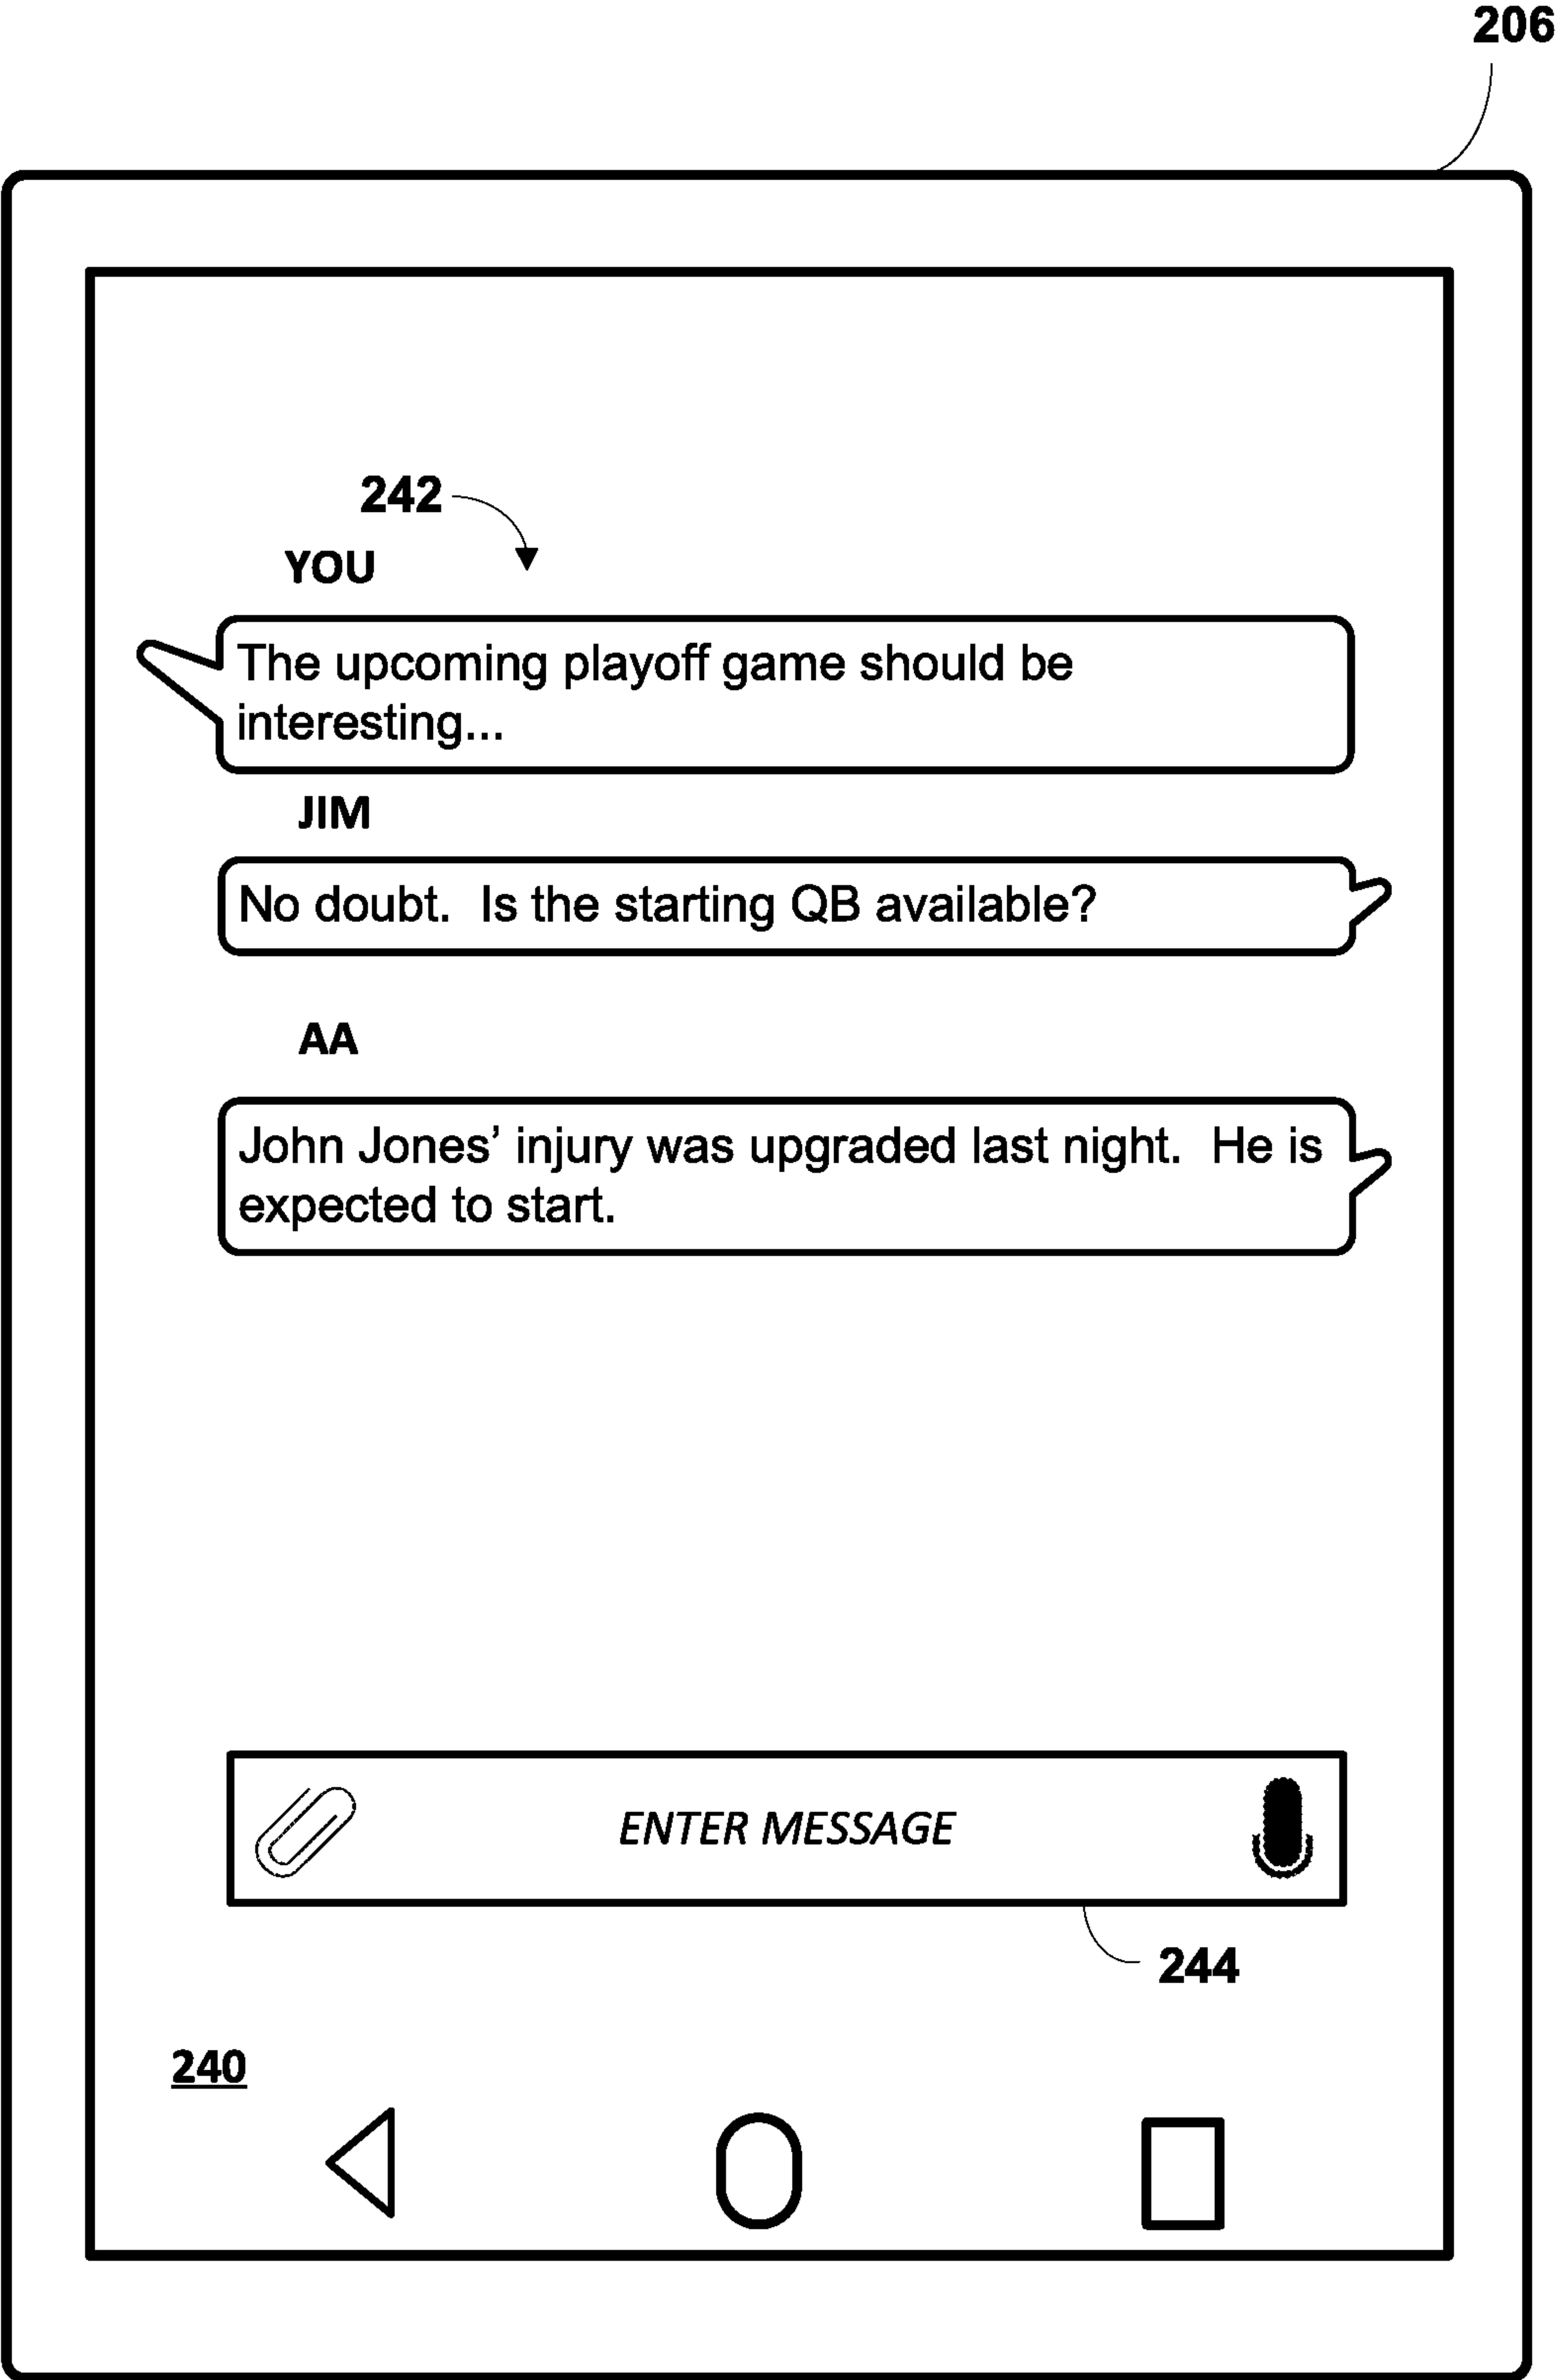 206
242
YOU
The upcoming playoff game should be
interesting...
JIM
No doubt.  Is the starting QB available?
AA
John Jones’ injury was upgraded last night.  He is
expected to start.
ENTER MESSAGE
244
240